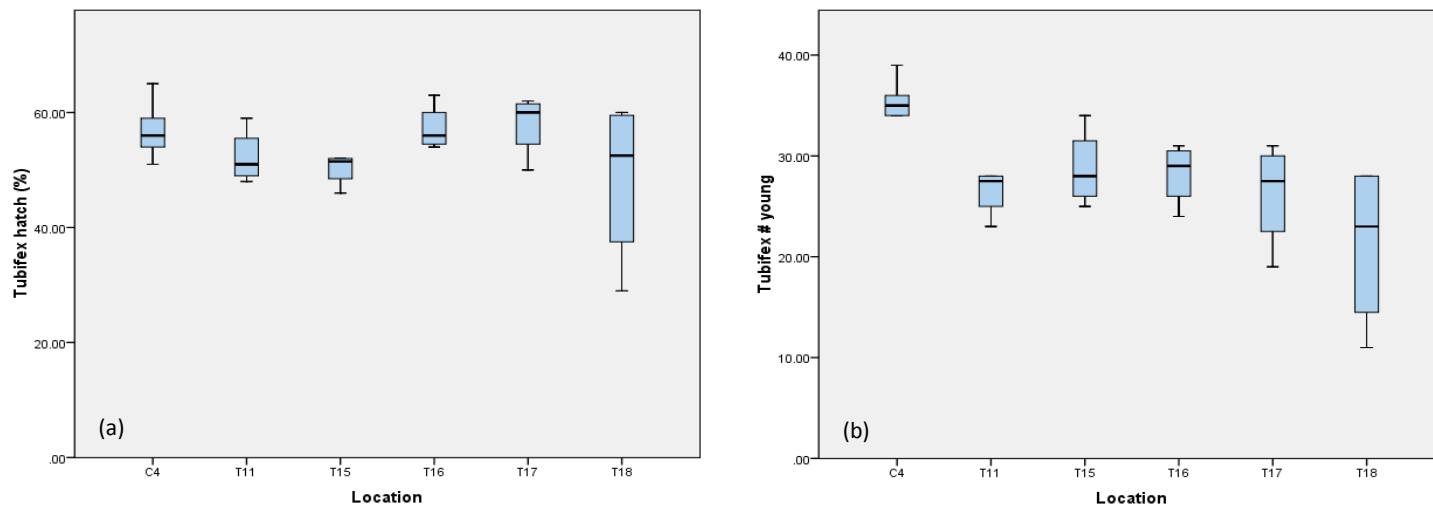 Tubifex hatch (%)
60.00
40.00
20.00
.00
(a)
C4 T11 T15 T16 T17 T18
Location
Tubifex # young
40.00
30.00
20.00
10.00
.00
(b)
C4 T11 T15 T16 T17 T18
Location